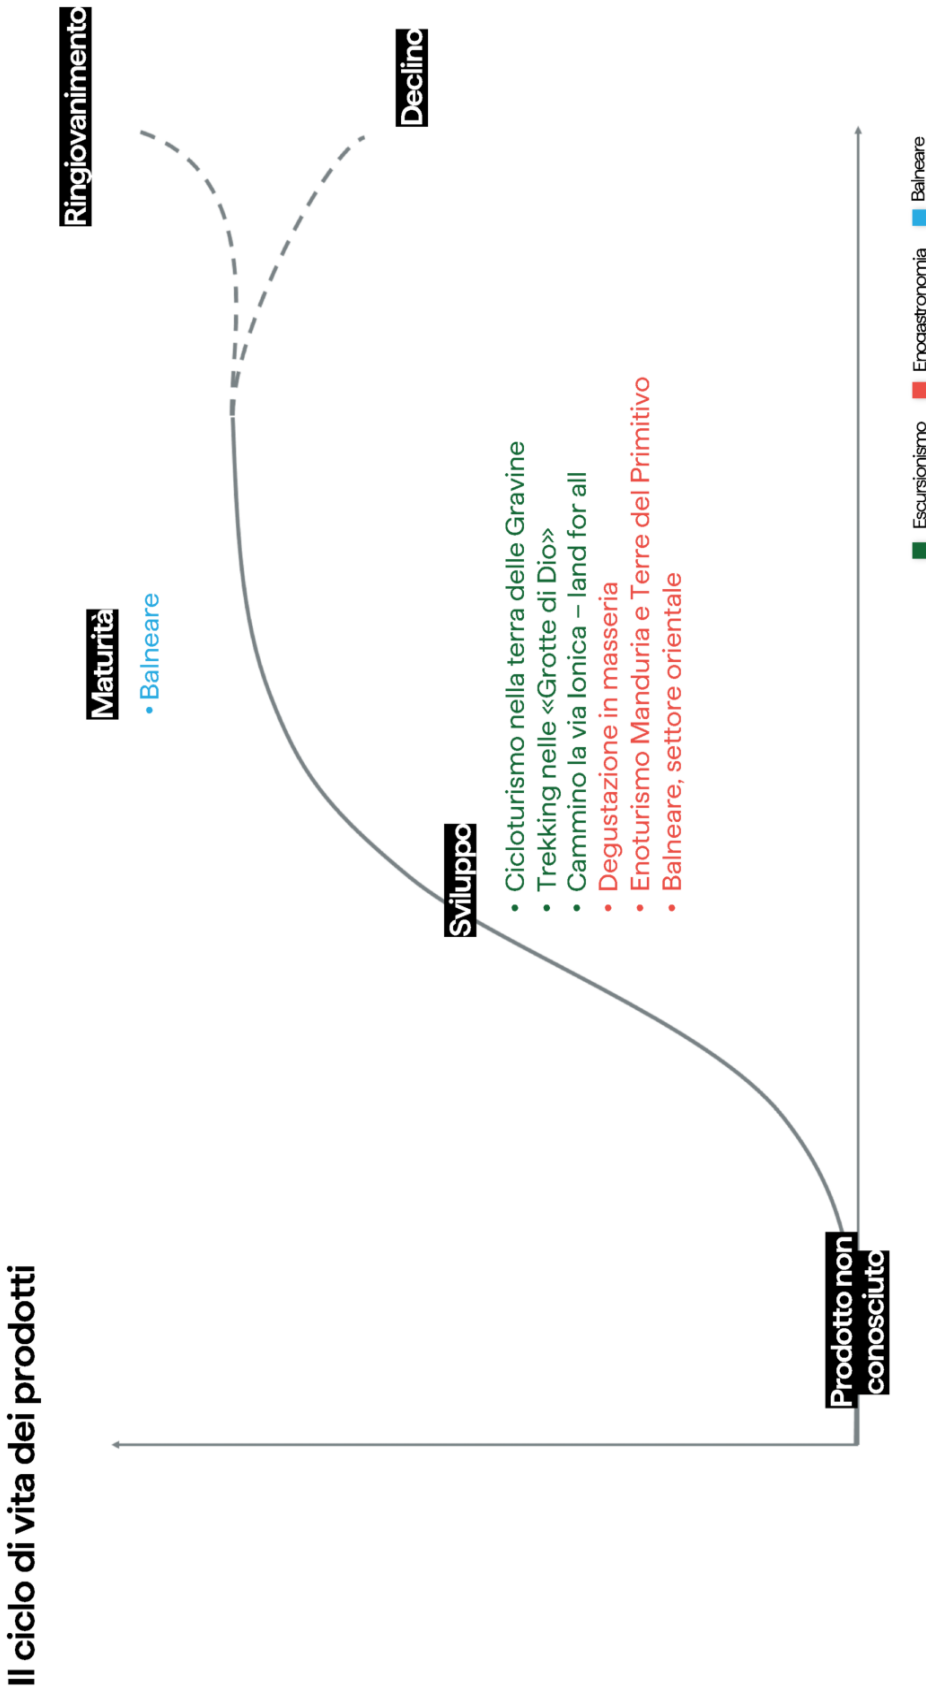 Il ciclo di vita dei prodotti
Ringiovanimento
Declino
Maturità
• Balneare
Sviluppo
• Cicloturismo nella terra delle Gravine
• Trekking nelle «Grotte di Dio»
• Cammino la via Ionica – land for all
• Degustazione in masseria
• Enoturismo Manduria e Terre del Primitivo
• Balneare, settore orientale
Prodotto non
conosciuto
Escursionismo
Enogastronomia
Balneare